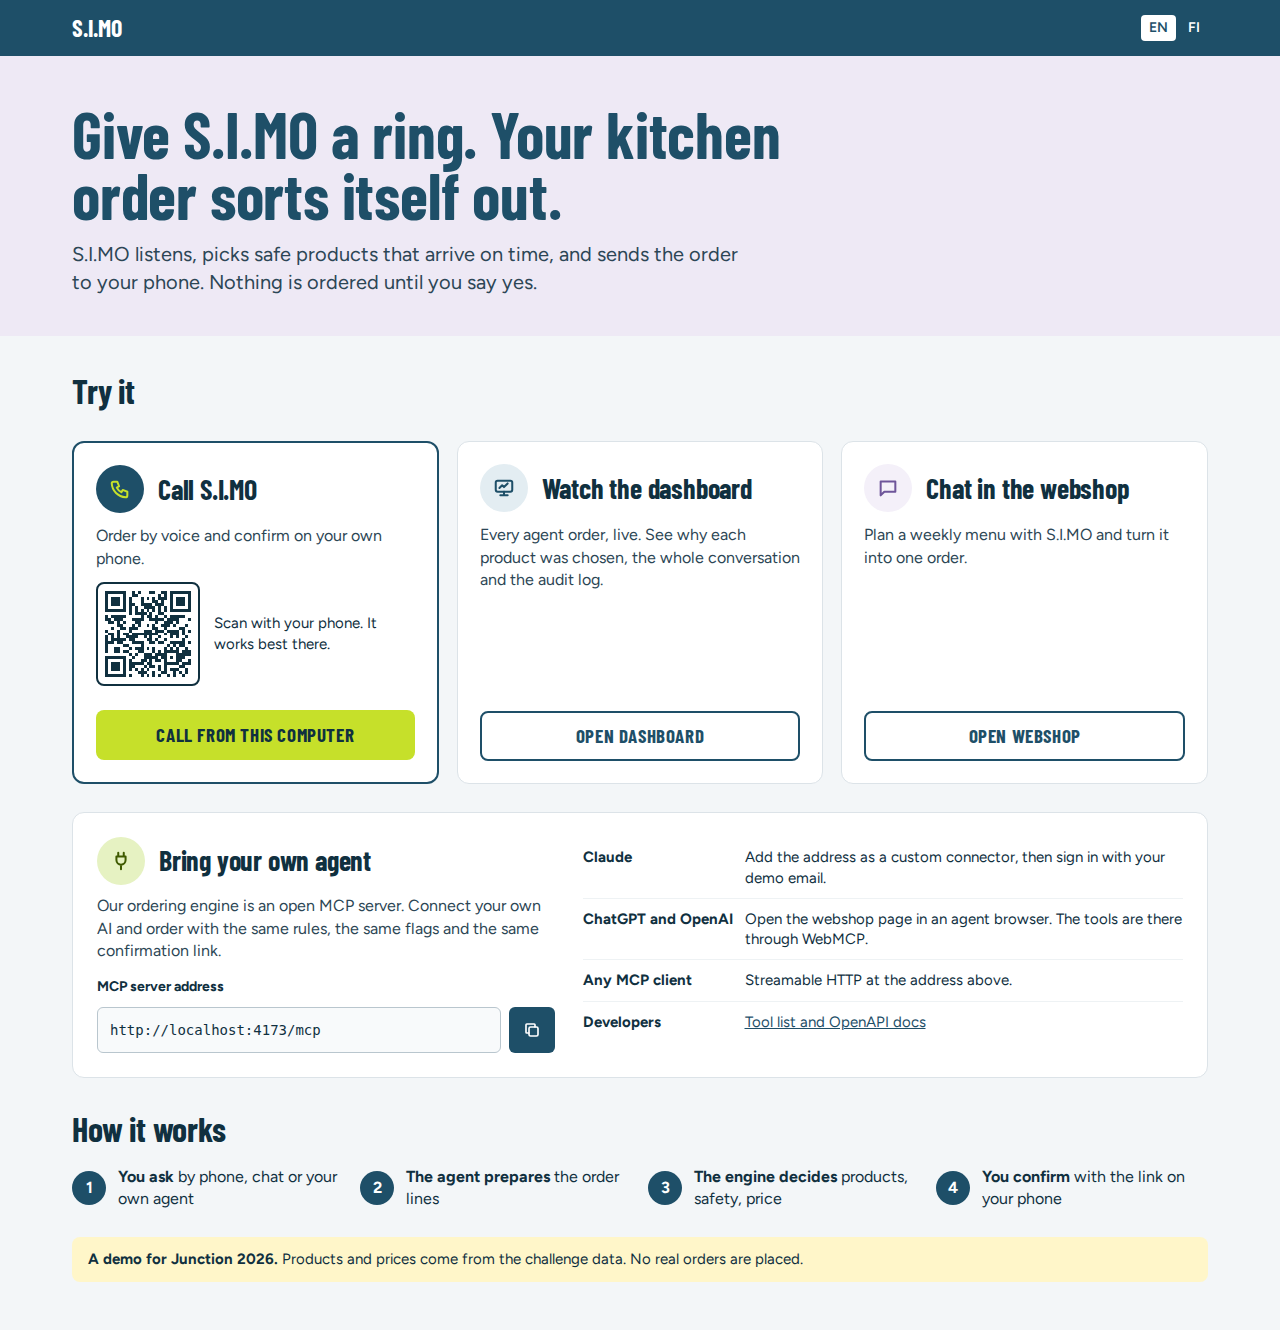 S.I.MO
EN FI
Give S.I.MO a ring. Your kitchen
order sorts itself out.
S.I.MO listens, picks safe products that arrive on time, and sends the order
to your phone. Nothing is ordered until you say yes.
Try it
Call S.I.MO
Order by voice and confirm on your own
phone.
Scan with your phone. It
works best there.
CALL FROM THIS COMPUTER
Watch the dashboard
Every agent order, live. See why each
product was chosen, the whole conversation
and the audit log.
OPEN DASHBOARD
Chat in the webshop
Plan a weekly menu with S.I.MO and turn it
into one order.
OPEN WEBSHOP
Bring your own agent
Our ordering engine is an open MCP server. Connect your own
AI and order with the same rules, the same flags and the same
confirmation link.
MCP server address
http://localhost:4173/mcp
Claude
Add the address as a custom connector, then sign in with your
demo email.
ChatGPT and OpenAI
Open the webshop page in an agent browser. The tools are there
through WebMCP.
Any MCP client
Streamable HTTP at the address above.
Developers
Tool list and OpenAPI docs
How it works
1
You ask by phone, chat or your
own agent
2
The agent prepares the order
lines
3
The engine decides products,
safety, price
4
You confirm with the link on
your phone
A demo for Junction 2026. Products and prices come from the challenge data. No real orders are placed.